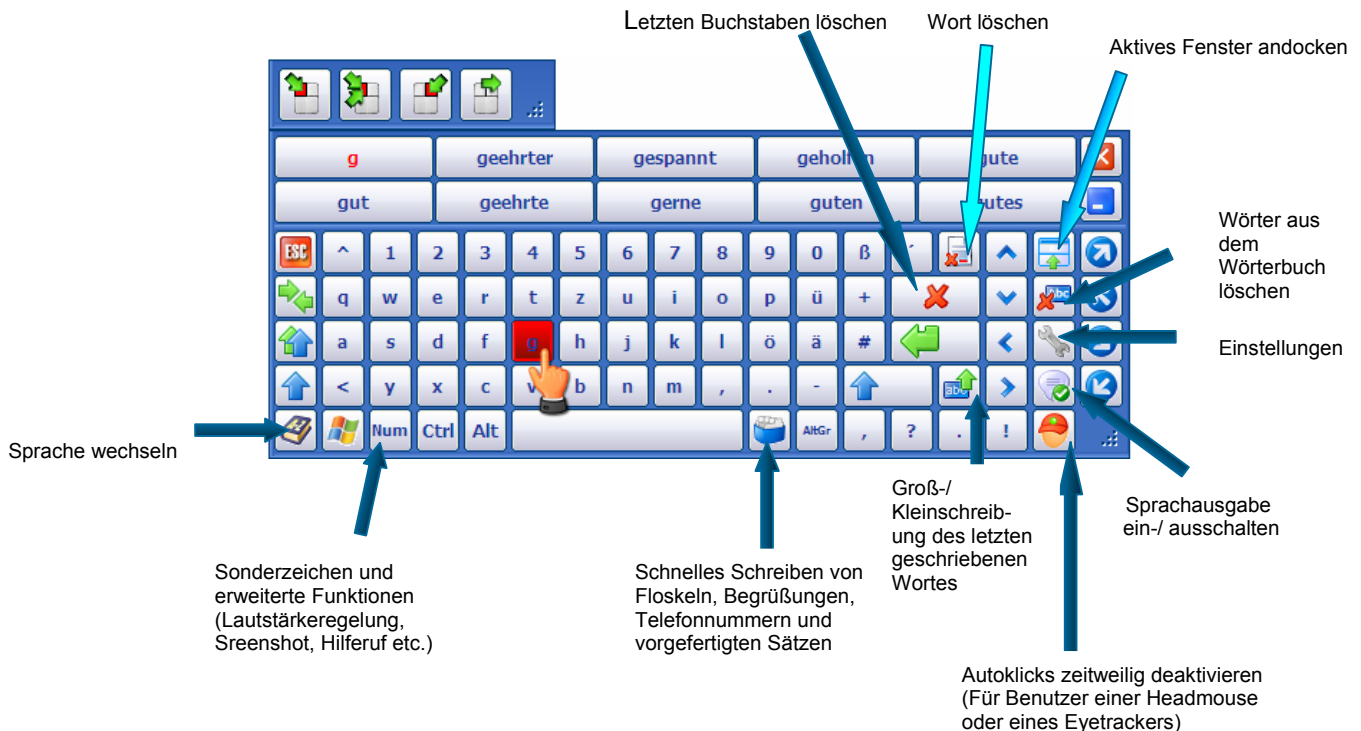 Letzten Buchstaben löschen
Wort löschen
Aktives Fenster andocken
g geehrter gespannt
gut geehrte gerne guten
ESC ^ 1 2 3 4 5 6 7 8 9 0 ß ´
q w e r t z u i o p ü +
Abc
a s d f g h j k l ö ä #
< y x c v b n m , . -
abc
Num Ctrl Alt AltGr , ? . !
Wörter aus
dem
Wörterbuch
löschen
Einstellungen
Sprache wechseln
Sonderzeichen und
erweiterte Funktionen
(Lautstärkeregelung,
Sreenshot, Hilferuf etc.)
Schnelles Schreiben von
Floskeln, Begrüßungen,
Telefonnummern und
vorgefertigten Sätzen
Groß-/
Kleinschreib-
ung des letzten
geschriebenen
Wortes
Sprachausgabe
ein-/ ausschalten
Autoklicks zeitweilig deaktivieren
(Für Benutzer einer Headmouse
oder eines Eyetrackers)